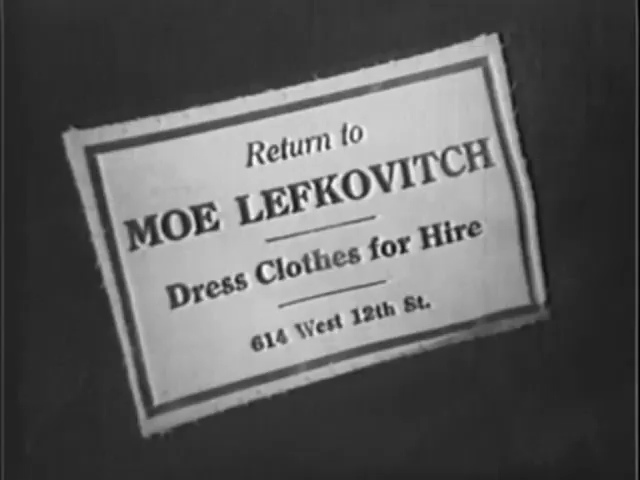 Return to
MOE LEFKOVITCH
Dress Clothes for Hire
614 West 12th St.